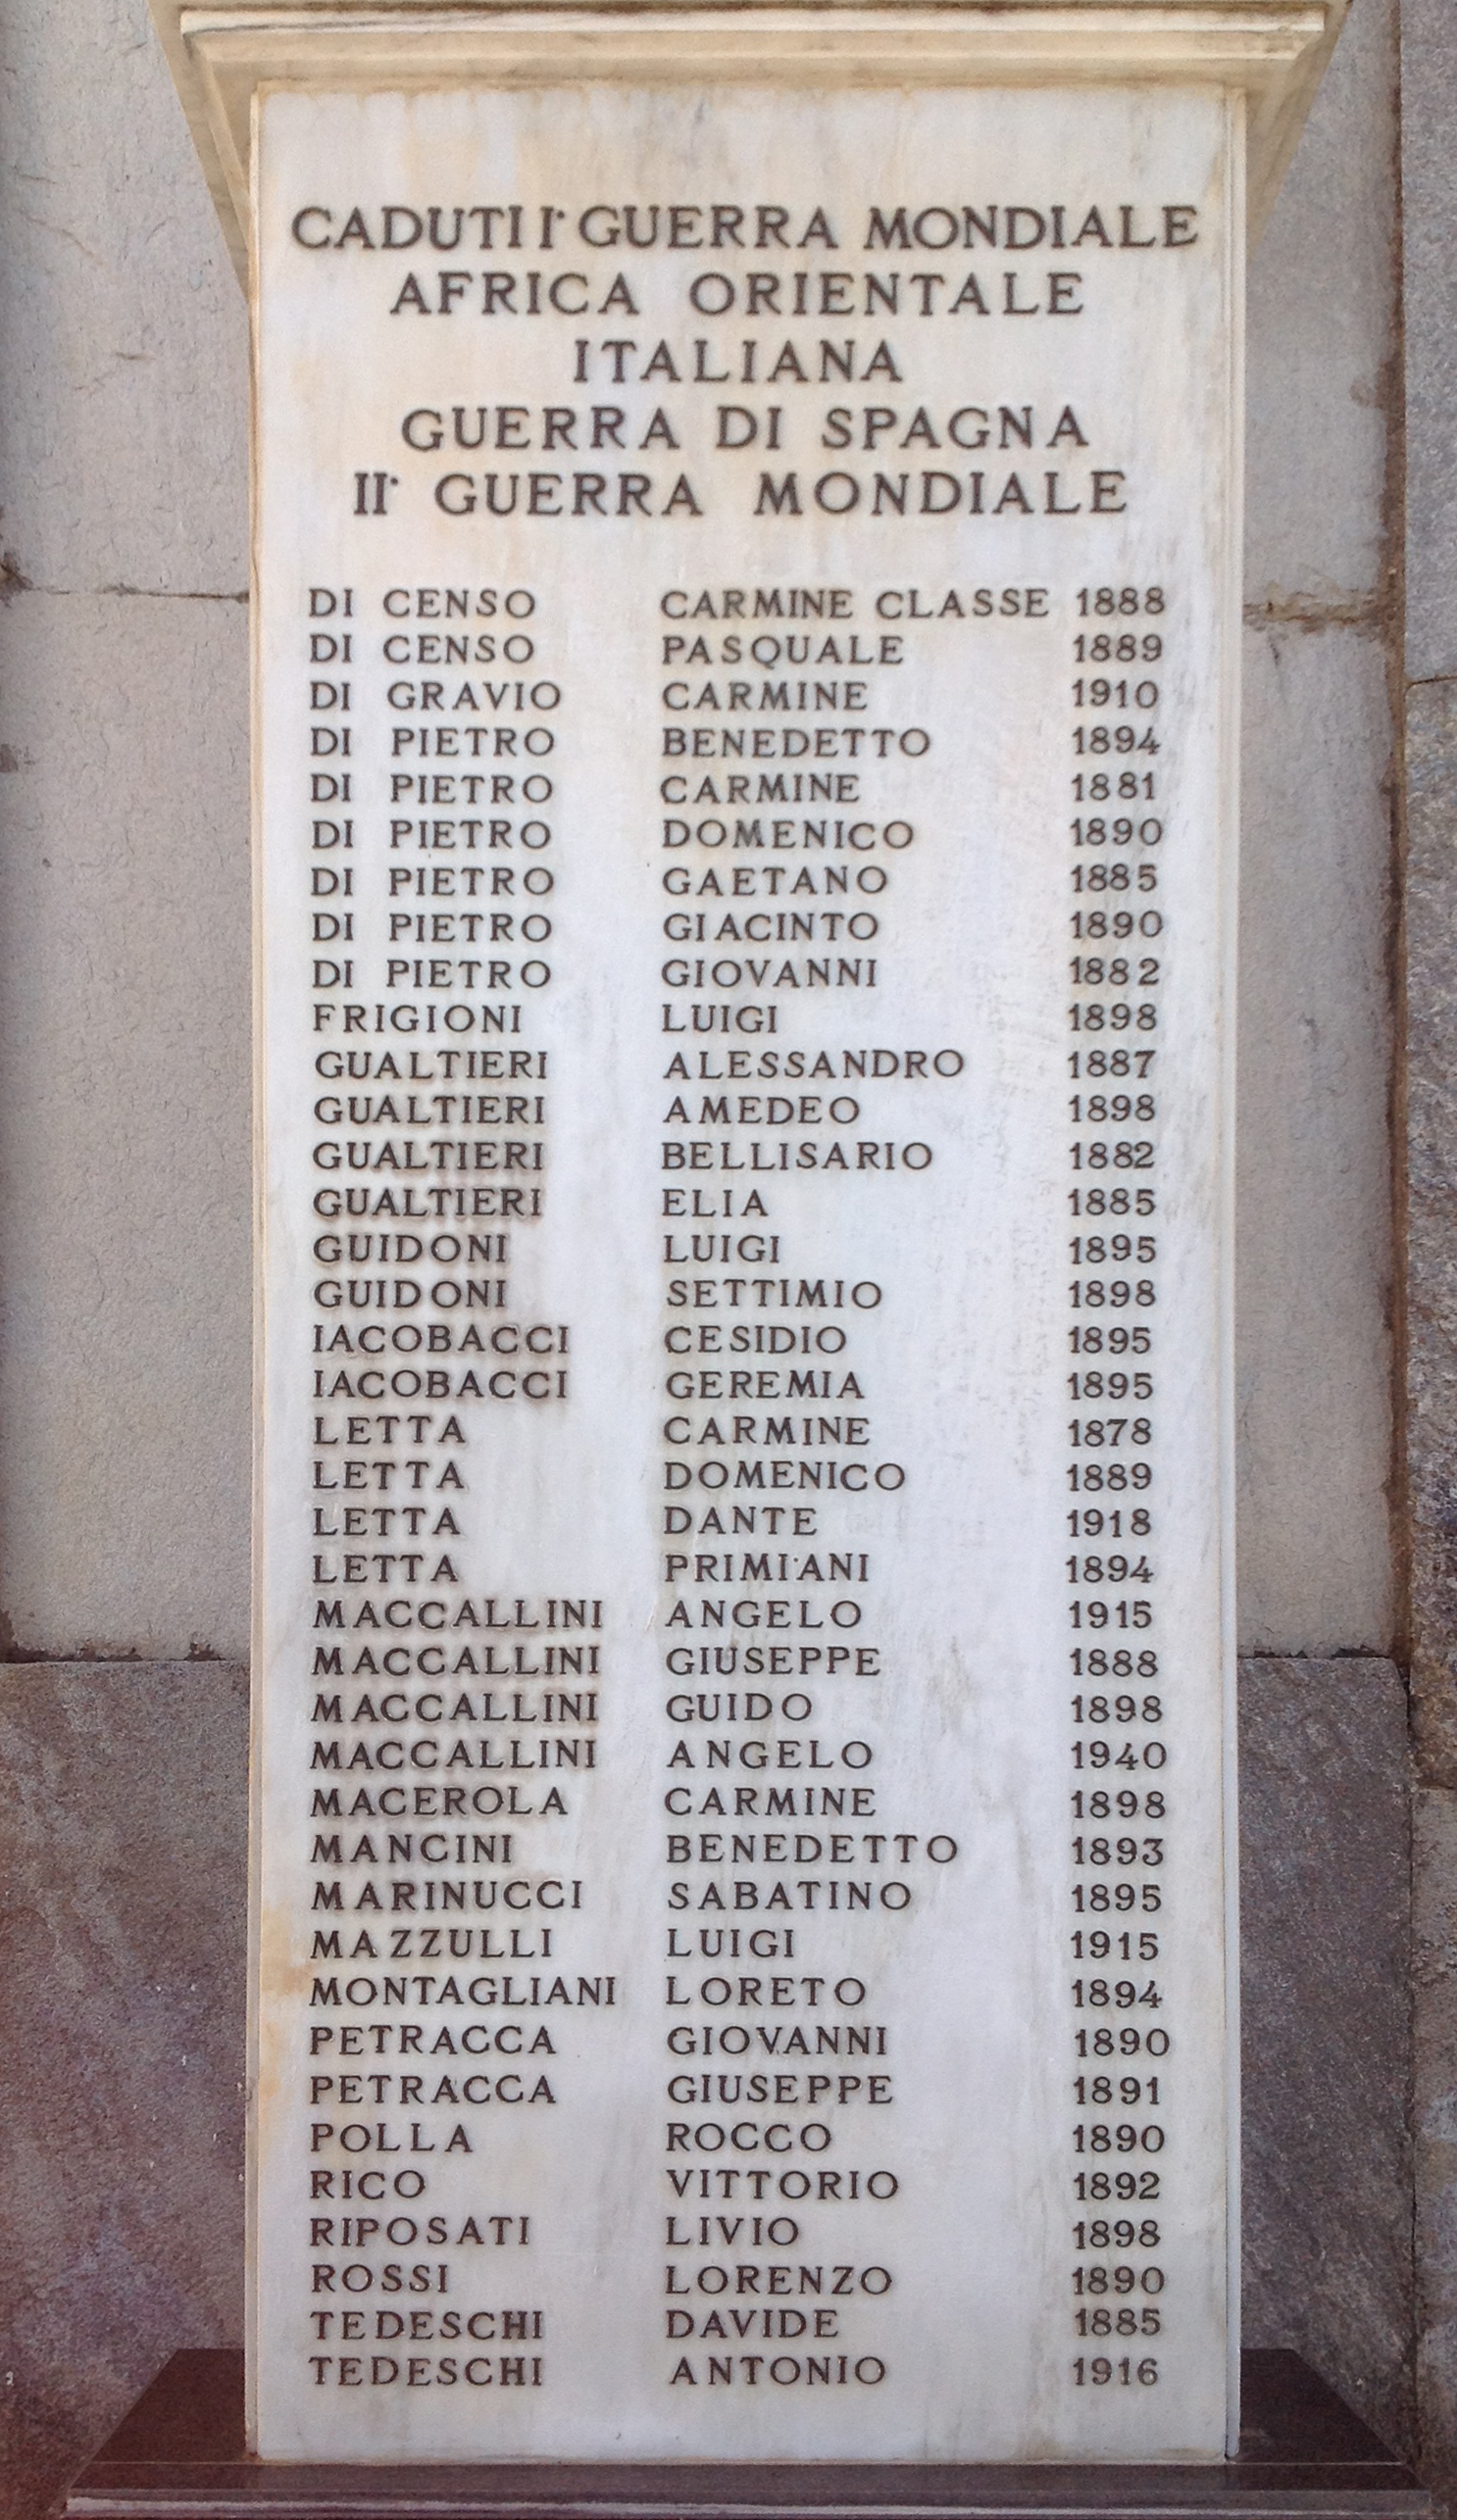 CADUTI I° GUERRA MONDIALE
AFRICA ORIENTALE
ITALIANA
GUERRA DI SPAGNA
II° GUERRA MONDIALE
DI CENSO CARMINE CLASSE 1888
DI CENSO PASQUALE 1889
DI GRAVIO CARMINE 1910
DI PIETRO BENEDETTO 1894
DI PIETRO CARMINE 1881
DI PIETRO DOMENICO 1890
DI PIETRO GAETANO 1885
DI PIETRO GIACINTO 1890
DI PIETRO GIOVANNI 1882
FRIGIONI LUIGI 1898
GUALTIERI ALESSANDRO 1887
GUALTIERI AMEDEO 1898
GUALTIERI BELLISARIO 1882
GUALTIERI ELIA 1885
GUIDONI LUIGI 1895
GUIDONI SETTIMIO 1898
IACOBACCI CESIDIO 1895
IACOBACCI GEREMIA 1895
LETTA CARMINE 1878
LETTA DOMENICO 1889
LETTA DANTE 1918
LETTA PRIMIANI 1894
MACCALLINI ANGELO 1915
MACCALLINI GIUSEPPE 1888
MACCALLINI GUIDO 1898
MACCALLINI ANGELO 1940
MACEROLA CARMINE 1898
MANCINI BENEDETTO 1893
MARINUCCI SABATINO 1895
MAZZULLI LUIGI 1915
MONTAGLIANI LORETO 1894
PETRACCA GIOVANNI 1890
PETRACCA GIUSEPPE 1891
POLLA ROCCO 1890
RICO VITTORIO 1892
RIPOSATI LIVIO 1898
ROSSI LORENZO 1890
TEDESCHI DAVIDE 1885
TEDESCHI ANTONIO 1916